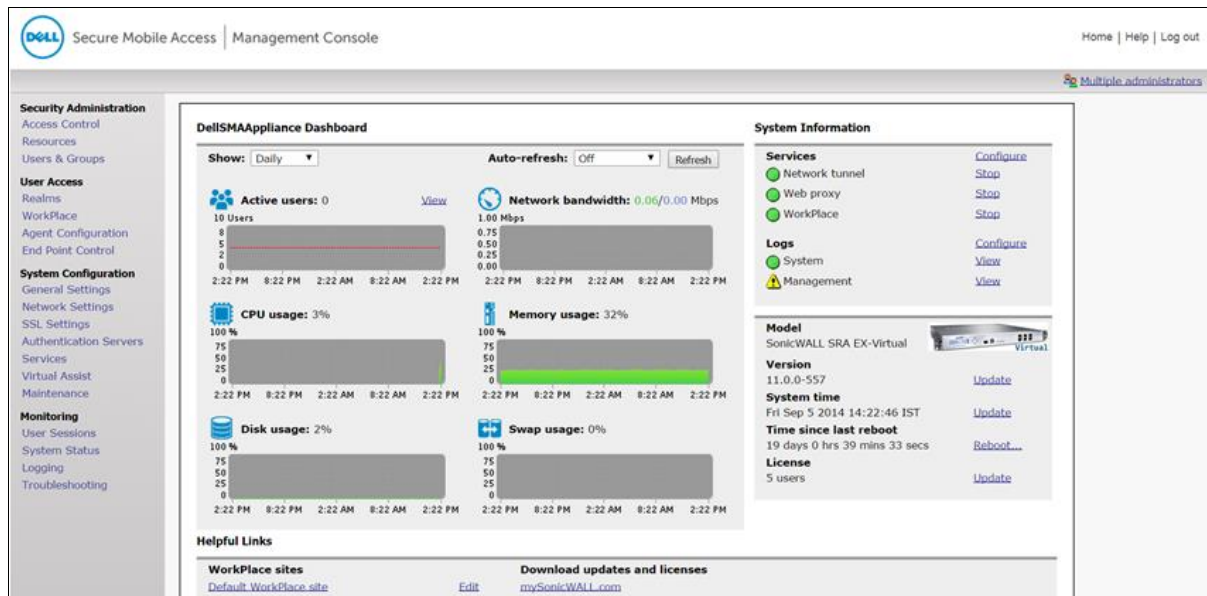 DELL Secure Mobile Access | Management Console
Home | Help | Log out
Multiple administrators
Security Administration
Access Control
Resources
Users & Groups
User Access
Realms
WorkPlace
Agent Configuration
End Point Control
System Configuration
General Settings
Network Settings
SSL Settings
Authentication Servers
Services
Virtual Assist
Maintenance
Monitoring
User Sessions
System Status
Logging
Troubleshooting
DellSMAAppliance Dashboard
Show: Daily Auto-refresh: Off Refresh
Active users: 0 View
10 Users
8
5
2
0
2:22 PM 8:22 PM 2:22 AM 8:22 AM 2:22 PM
Network bandwidth: 0.06/0.00 Mbps
1.00 Mbps
0.75
0.50
0.25
0.00
2:22 PM 8:22 PM 2:22 AM 8:22 AM 2:22 PM
CPU usage: 3%
100 %
75
50
25
0
2:22 PM 8:22 PM 2:22 AM 8:22 AM 2:22 PM
Memory usage: 32%
100 %
75
50
25
0
2:22 PM 8:22 PM 2:22 AM 8:22 AM 2:22 PM
Disk usage: 2%
100 %
75
50
25
0
2:22 PM 8:22 PM 2:22 AM 8:22 AM 2:22 PM
Swap usage: 0%
100 %
75
50
25
0
2:22 PM 8:22 PM 2:22 AM 8:22 AM 2:22 PM
System Information
Services Configure
Network tunnel Stop
Web proxy Stop
WorkPlace Stop
Logs Configure
System View
Management View
Model
SonicWALL SRA EX-Virtual
Virtual
Version
11.0.0-557 Update
System time
Fri Sep 5 2014 14:22:46 IST Update
Time since last reboot
19 days 0 hrs 39 mins 33 secs Reboot...
License
5 users Update
Helpful Links
WorkPlace sites
Default WorkPlace site Edit
Download updates and licenses
mySonicWALL.com